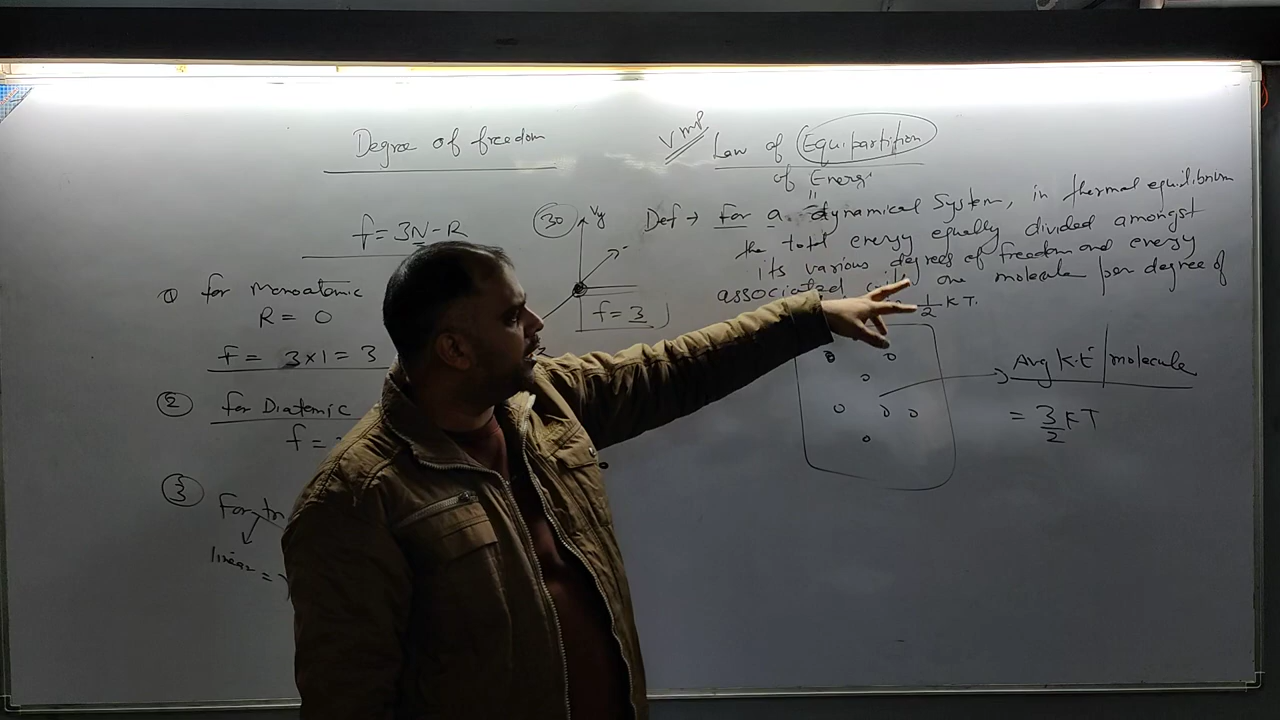 Degree of freedom
f = 3N - R
① for Monoatomic
R = 0
f = 3×1 = 3
② for Diatomic
f =
③ For
linear =
3D
Vy
f = 3
VMP
Law of Equipartition
of Energy
Def → For a dynamical System, in thermal equilibrium
the total energy equally divided amongst
its various degrees of freedom and energy
associated one molecule per degree of
1/2 KT.
Avg K.E / molecule
= 3/2 KT